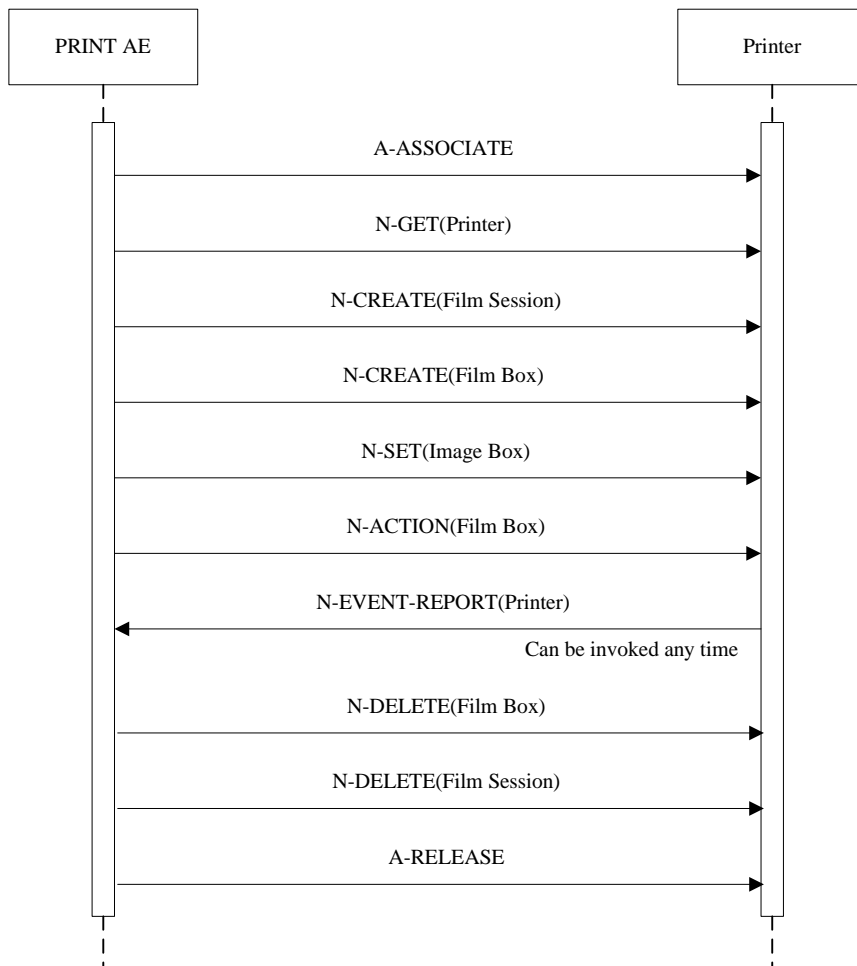 PRINT AE
Printer
A-ASSOCIATE
N-GET(Printer)
N-CREATE(Film Session)
N-CREATE(Film Box)
N-SET(Image Box)
N-ACTION(Film Box)
N-EVENT-REPORT(Printer)
Can be invoked any time
N-DELETE(Film Box)
N-DELETE(Film Session)
A-RELEASE